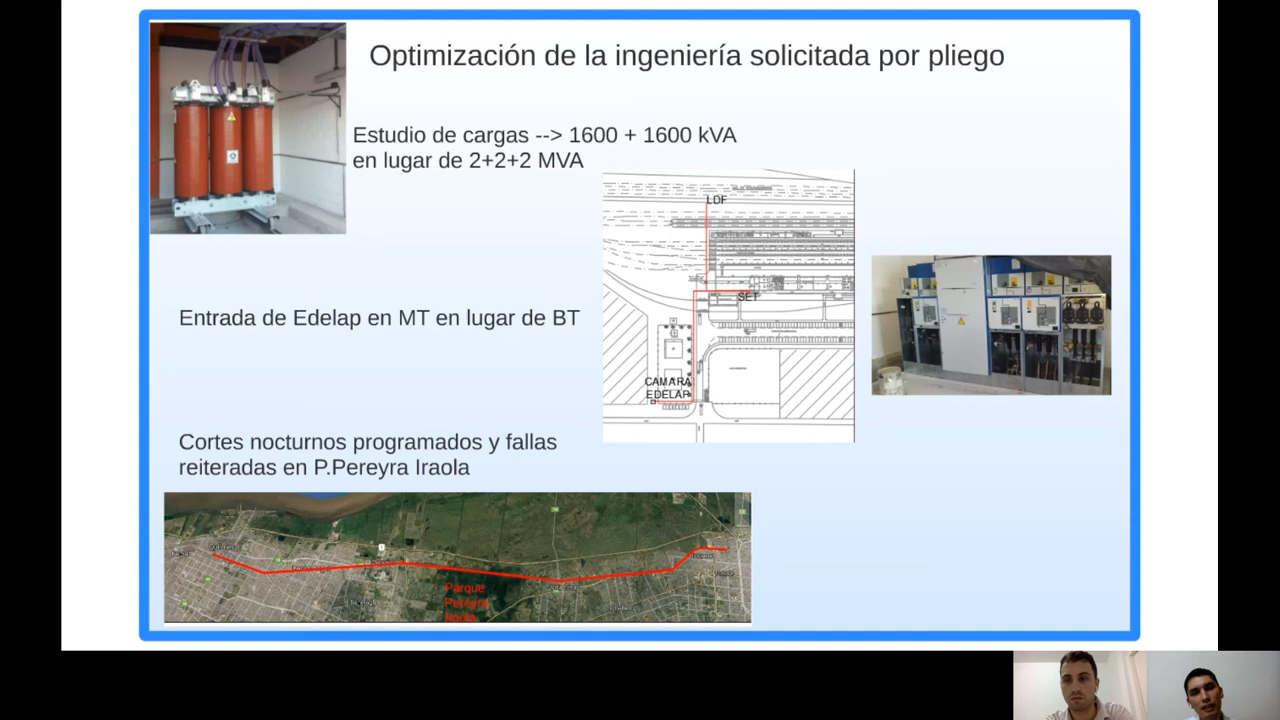 Optimización de la ingeniería solicitada por pliego
Estudio de cargas --> 1600 + 1600 kVA
en lugar de 2+2+2 MVA
LDF
SET
Entrada de Edelap en MT en lugar de BT
CAMARA
EDELAP
Cortes nocturnos programados y fallas
reiteradas en P.Pereyra Iraola
Parque
Pereyra
Iraola